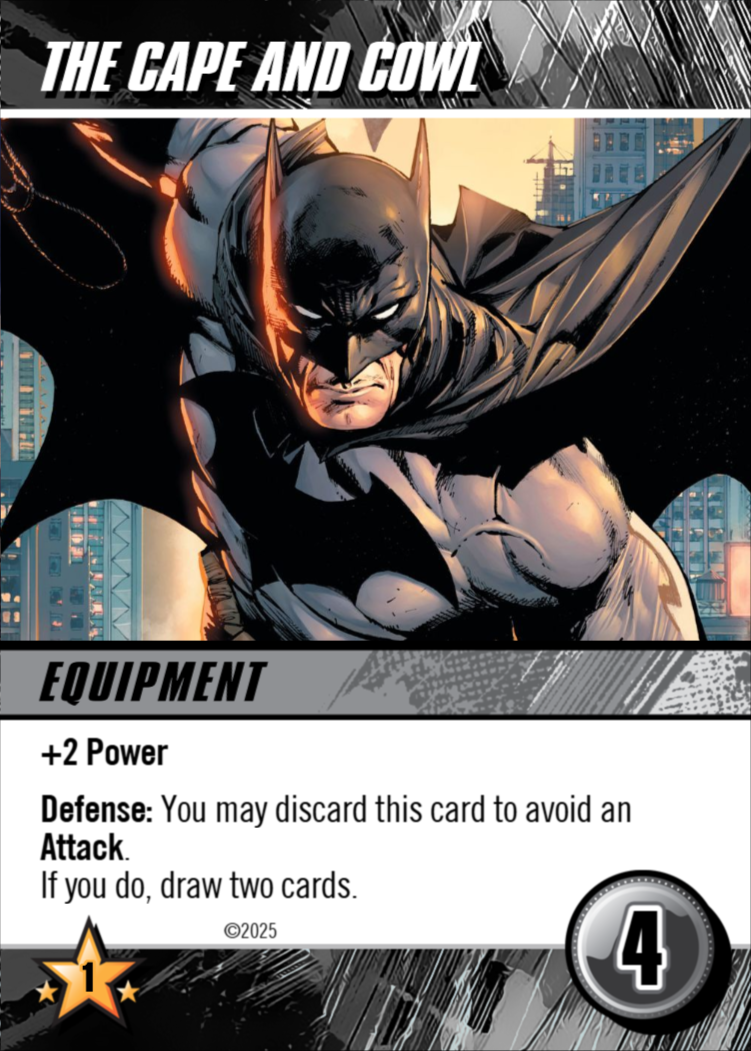 THE CAPE AND COWL
EQUIPMENT
+2 Power
Defense: You may discard this card to avoid an
Attack.
If you do, draw two cards.
©2025
1
4